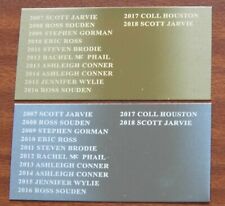 2007 SCOTT JARVIE
2008 ROSS SOUDEN
2009 STEPHEN GORMAN
2010 ERIC ROSS
2011 STEVEN BRODIE
2012 RACHEL Mc PHAIL
2013 ASHLEIGH CONNER
2014 ASHLEIGH CONNER
2015 JENNIFER WYLIE
2016 ROSS SOUDEN
2017 COLL HOUSTON
2018 SCOTT JARVIE
2007 SCOTT JARVIE
2008 ROSS SOUDEN
2009 STEPHEN GORMAN
2010 ERIC ROSS
2011 STEVEN BRODIE
2012 RACHEL Mc PHAIL
2013 ASHLEIGH CONNER
2014 ASHLEIGH CONNER
2015 JENNIFER WYLIE
2016 ROSS SOUDEN
2017 COLL HOUSTON
2018 SCOTT JARVIE